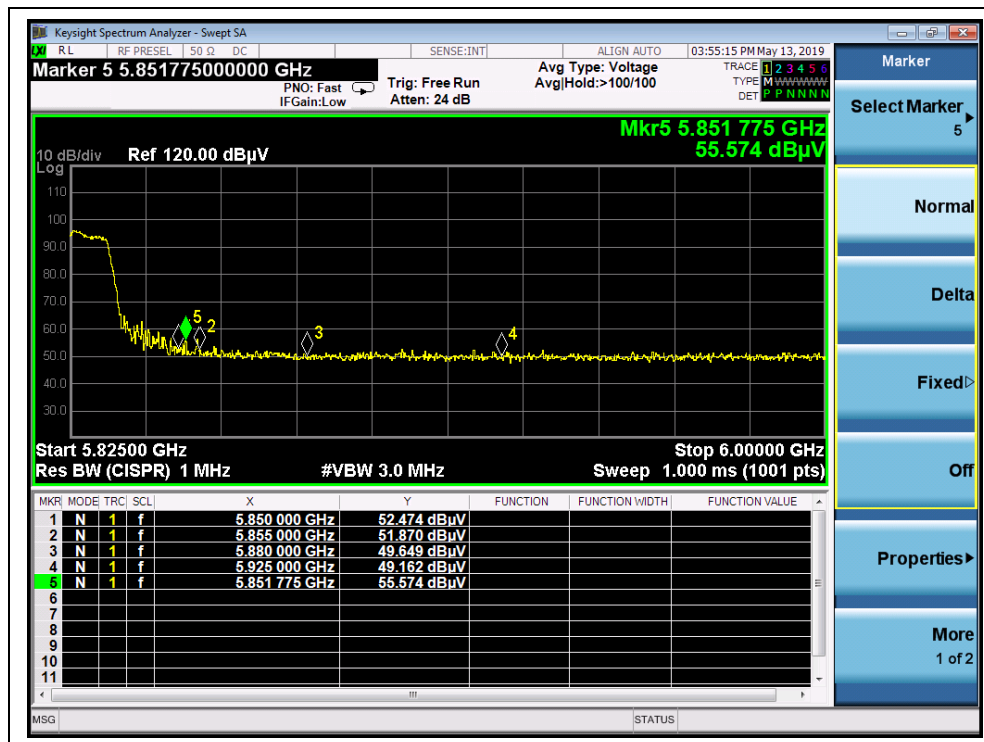 Keysight Spectrum Analyzer - Swept SA
LXI RL RF PRESEL 50 Ω DC SENSE:INT ALIGN AUTO 03:55:15 PM May 13, 2019
Marker 5 5.851775000000 GHz
PNO: Fast
IFGain:Low
Trig: Free Run
Atten: 24 dB
Avg Type: Voltage
Avg|Hold:>100/100
TRACE 1 2 3 4 5 6
TYPE M W W W W W
DET P P N N N N
Mkr5 5.851 775 GHz
55.574 dBµV
10 dB/div Ref 120.00 dBµV
Log
110
100
90.0
80.0
70.0
60.0
50.0
40.0
30.0
5
2
3
4
Start 5.82500 GHz Stop 6.00000 GHz
Res BW (CISPR) 1 MHz #VBW 3.0 MHz Sweep 1.000 ms (1001 pts)
MKR MODE TRC SCL X Y FUNCTION FUNCTION WIDTH FUNCTION VALUE
1 N 1 f 5.850 000 GHz 52.474 dBµV
2 N 1 f 5.855 000 GHz 51.870 dBµV
3 N 1 f 5.880 000 GHz 49.649 dBµV
4 N 1 f 5.925 000 GHz 49.162 dBµV
5 N 1 f 5.851 775 GHz 55.574 dBµV
6
7
8
9
10
11
MSG STATUS
Marker
Select Marker
5
Normal
Delta
Fixed
Off
Properties
More
1 of 2